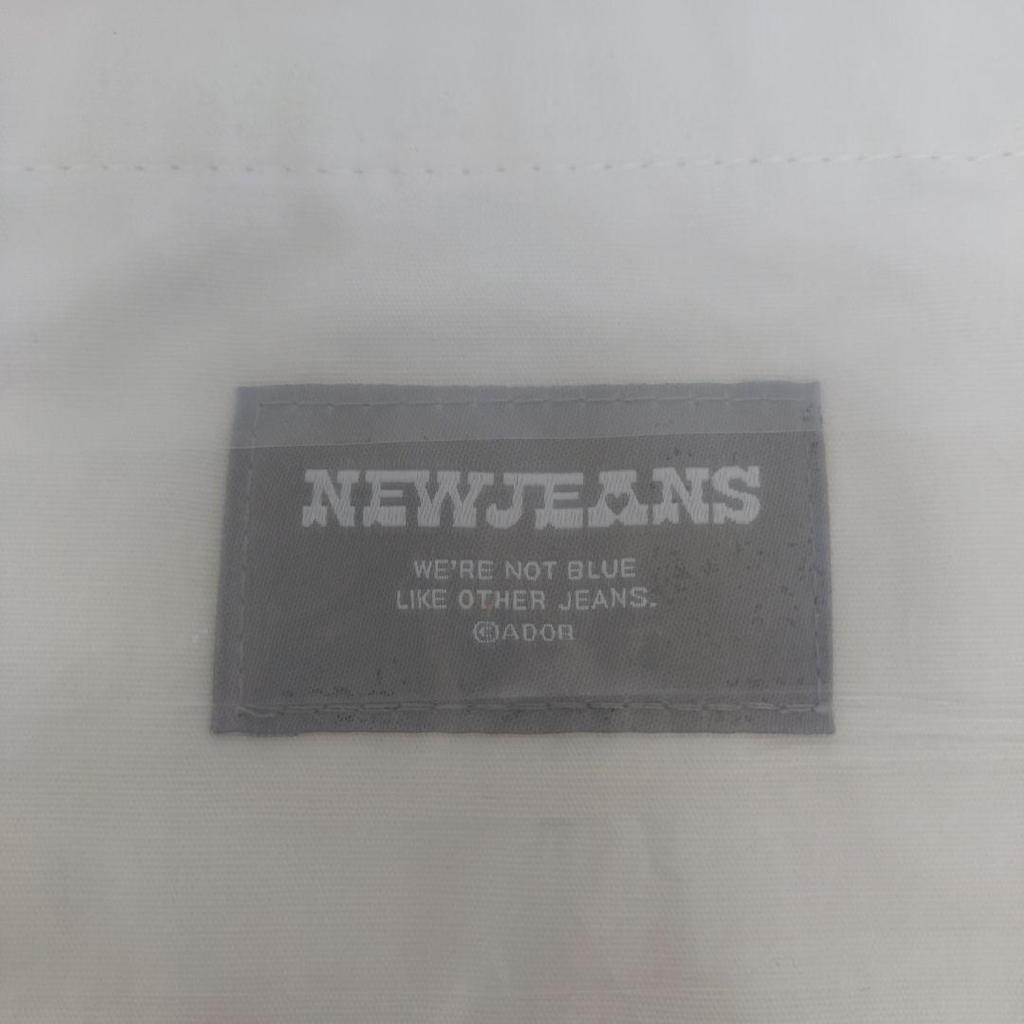 NEWJEANS
WE'RE NOT BLUE
LIKE OTHER JEANS.
©ADOR